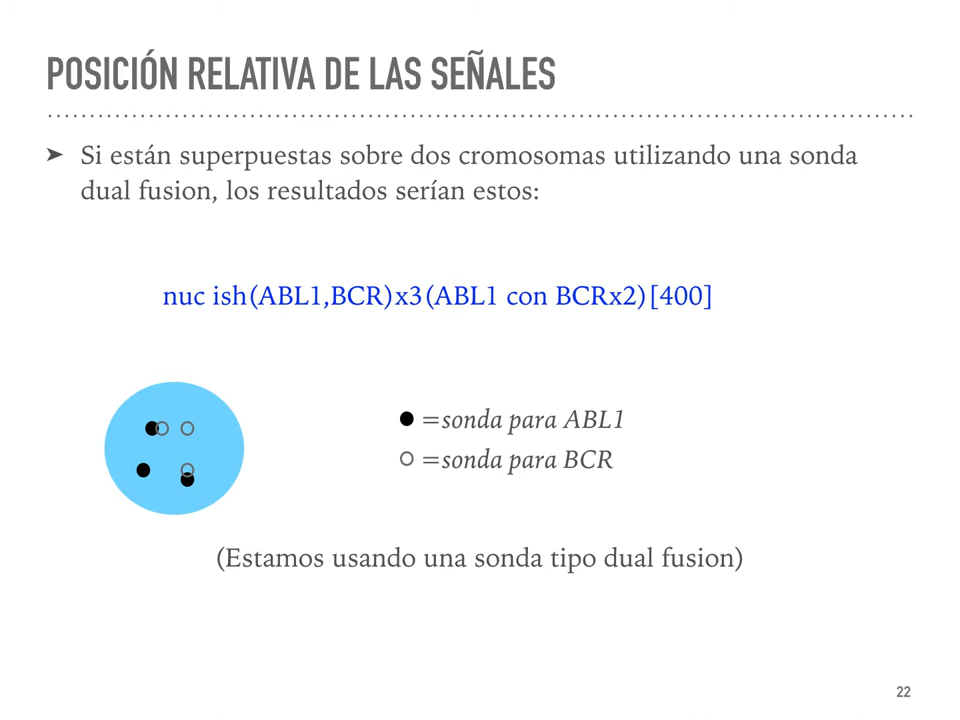 POSICIÓN RELATIVA DE LAS SEÑALES
➤ Si están superpuestas sobre dos cromosomas utilizando una sonda
dual fusion, los resultados serían estos:
nuc ish(ABL1,BCR)x3(ABL1 con BCRx2)[400]
=sonda para ABL1
=sonda para BCR
(Estamos usando una sonda tipo dual fusion)
22